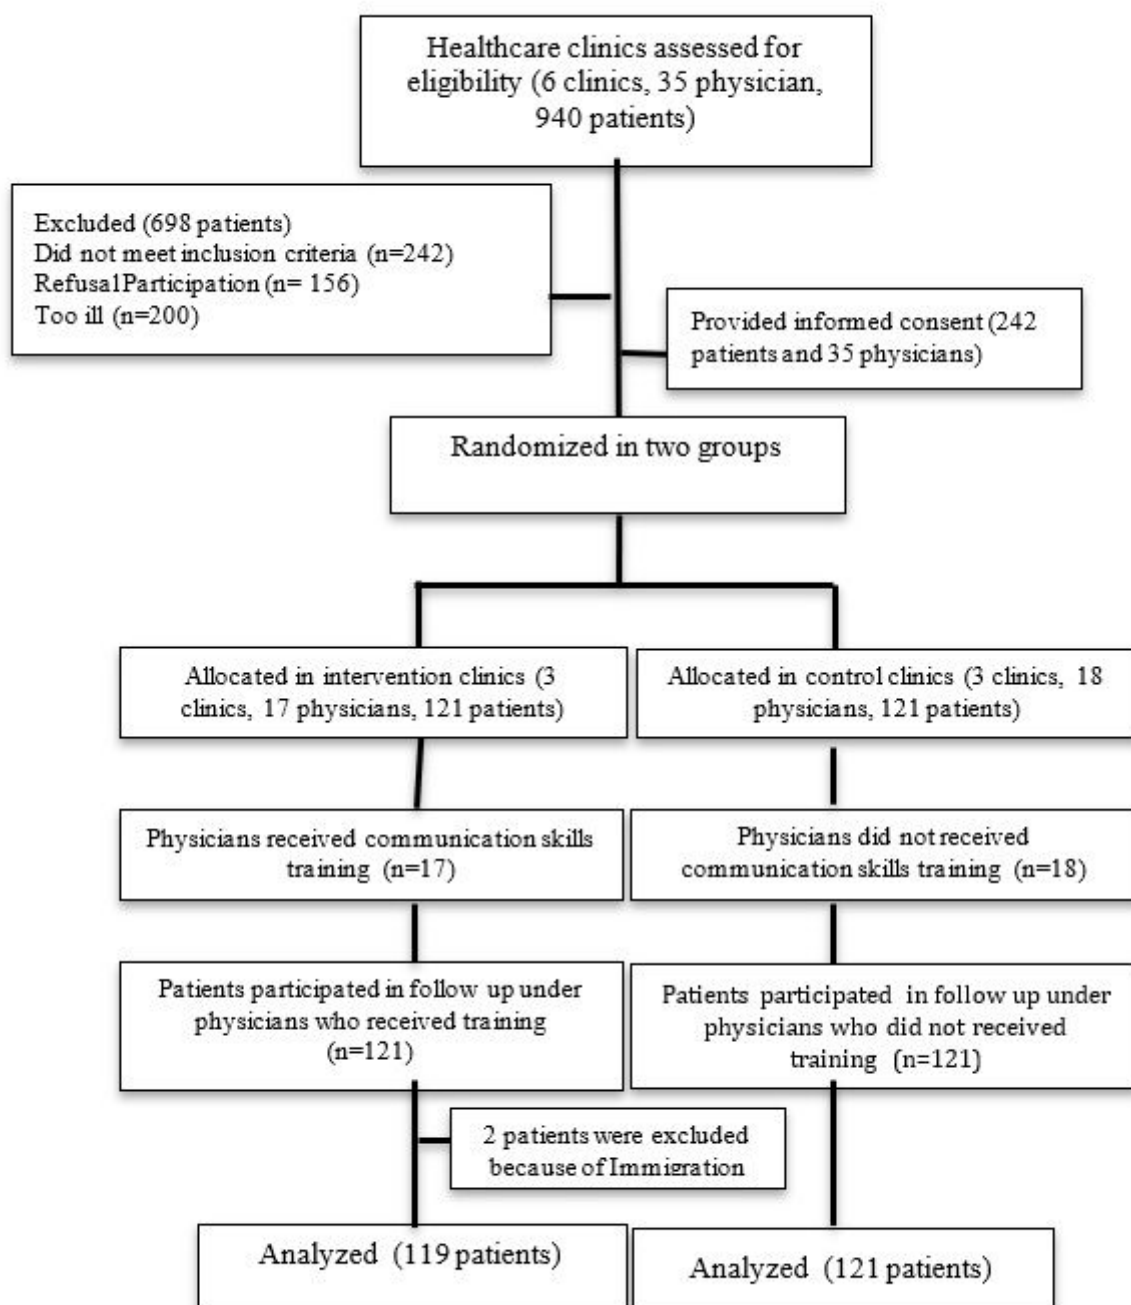 Healthcare clinics assessed for
eligibility (6 clinics, 35 physician,
940 patients)
Excluded (698 patients)
Did not meet inclusion criteria (n=242)
Refusal Participation (n= 156)
Too ill (n=200)
Provided informed consent (242
patients and 35 physicians)
Randomized in two groups
Allocated in intervention clinics (3
clinics, 17 physicians, 121 patients)
Allocated in control clinics (3 clinics, 18
physicians, 121 patients)
Physicians received communication skills
training (n=17)
Physicians did not received
communication skills training (n=18)
Patients participated in follow up under
physicians who received training
(n=121)
Patients participated in follow up under
physicians who did not received
training (n=121)
2 patients were excluded
because of Immigration
Analyzed (119 patients)
Analyzed (121 patients)